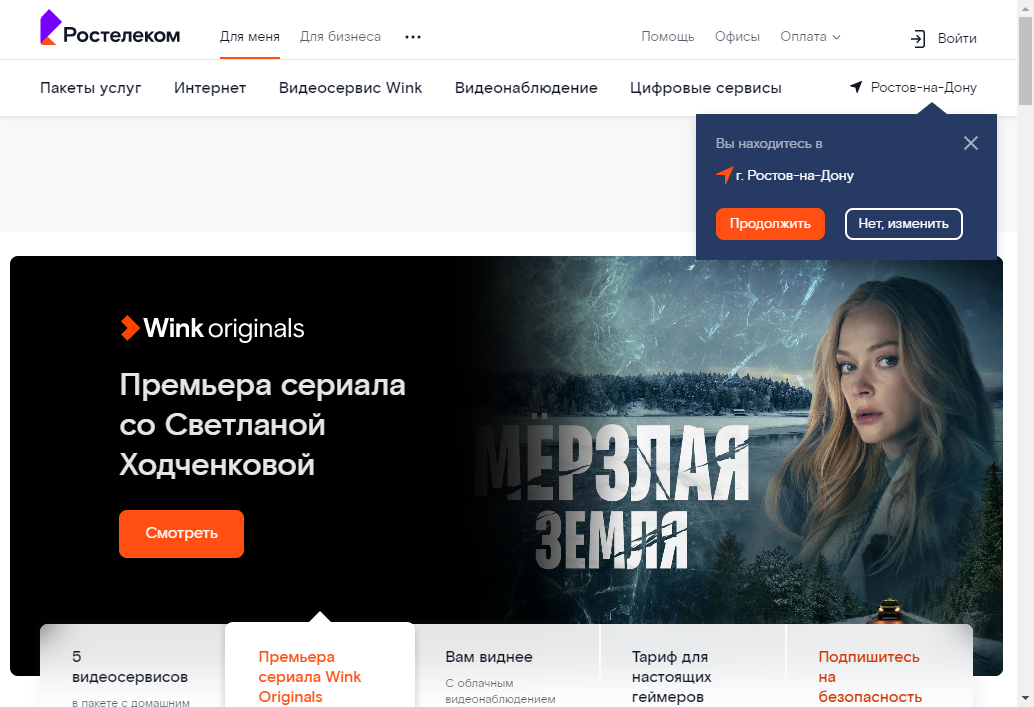 Ростелеком
Для меня
Для бизнеса
Помощь
Офисы
Оплата
Войти
Пакеты услуг
Интернет
Видеосервис Wink
Видеонаблюдение
Цифровые сервисы
Ростов-на-Дону
Вы находитесь в
г. Ростов-на-Дону
Продолжить
Нет, изменить
Wink originals
Премьера сериала
со Светланой
Ходченковой
Смотреть
МЁРЗЛАЯ
ЗЕМЛЯ
5
видеосервисов
в пакете с домашним
Премьера
сериала Wink
Originals
Вам виднее
С облачным
видеонаблюдением
Тариф для
настоящих
геймеров
Подпишитесь
на
безопасность